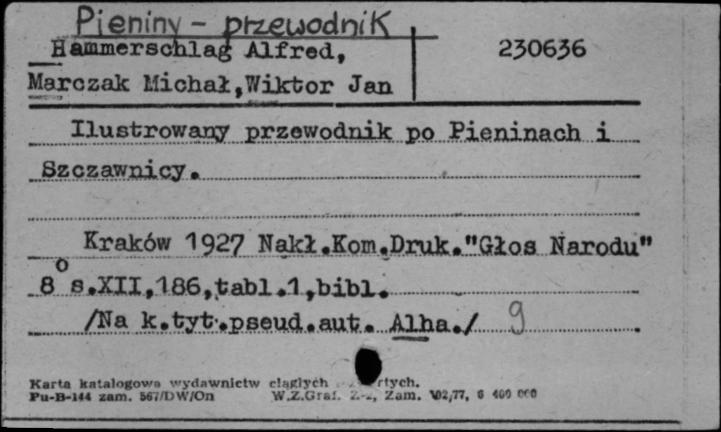 Pieniny - przewodnik
Hammerschlag Alfred,
230636
Marczak Michał,Wiktor Jan
Ilustrowany przewodnik po Pieninach i
Szczawnicy.
Kraków 1927 Nakł.Kom.Druk."Głos Narodu"
8° s.XII,186,tabl.1,bibl.
/Na k.tyt.pseud.aut. Alha./ 9
Karta katalogowa wydawnictw ciągłych rtych.
Pu-B-144 zam. 567/DW/On W.Z.Graf. Zam. 6 400 000